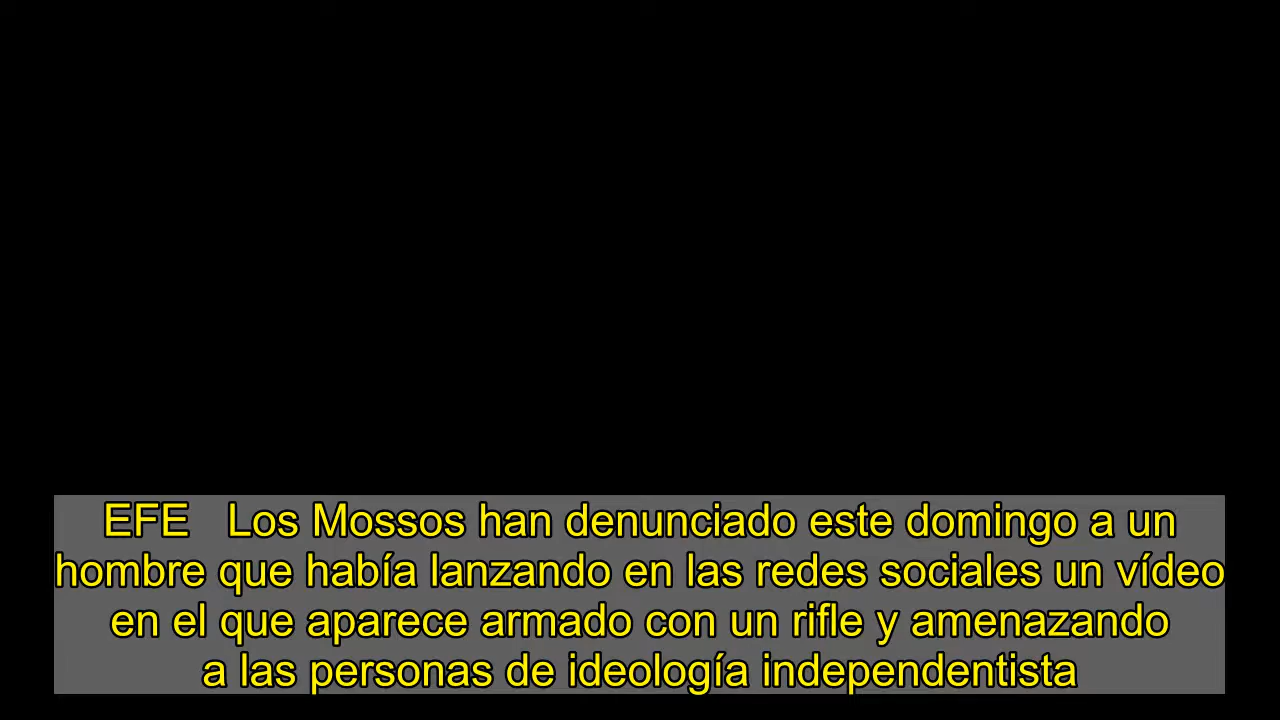 EFE   Los Mossos han denunciado este domingo a un
hombre que había lanzando en las redes sociales un vídeo
en el que aparece armado con un rifle y amenazando
a las personas de ideología independentista